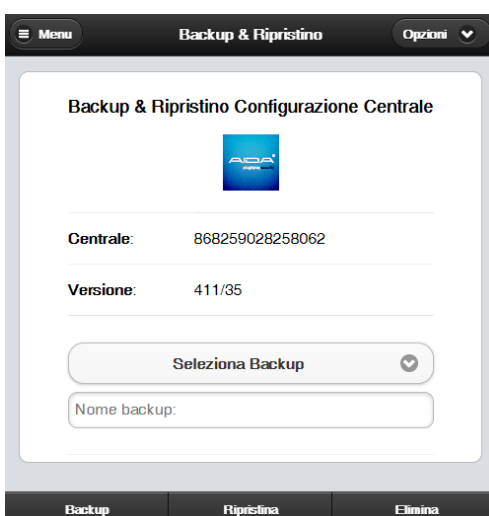 Menu
Backup & Ripristino
Opzioni
Backup & Ripristino Configurazione Centrale
AIDA
Centrale: 868259028258062
Versione: 411/35
Seleziona Backup
Nome backup:
Backup
Ripristina
Elimina